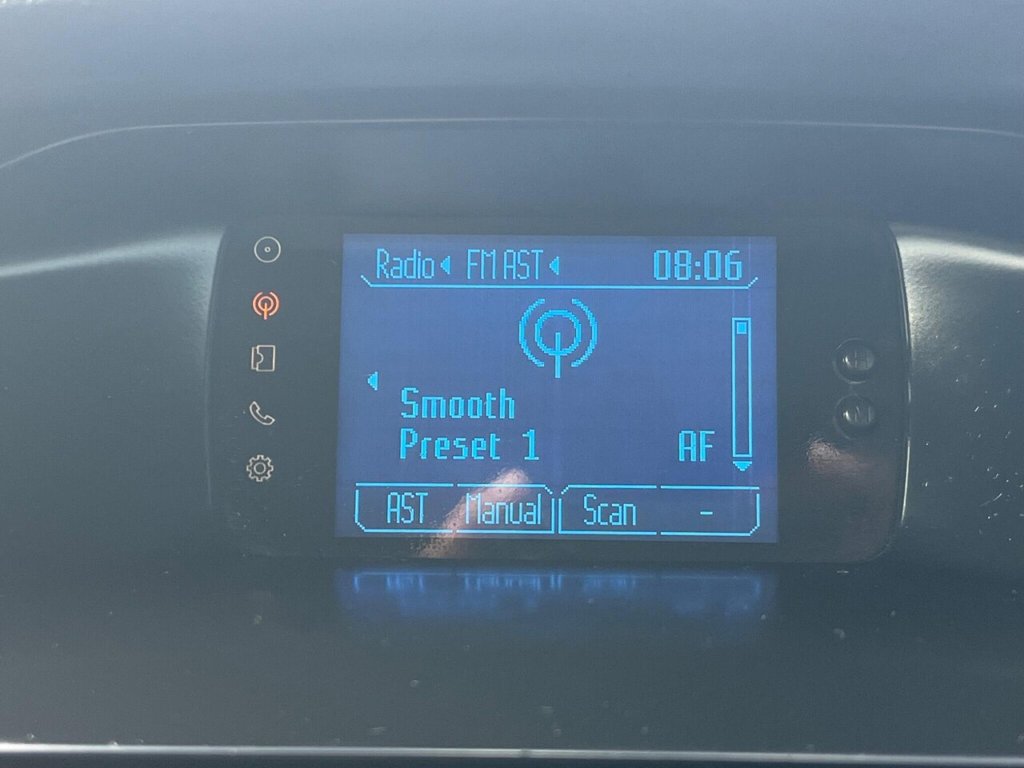 Radio FM AST 08:06
Smooth
Preset 1 AF
AST Manual Scan -
H
M